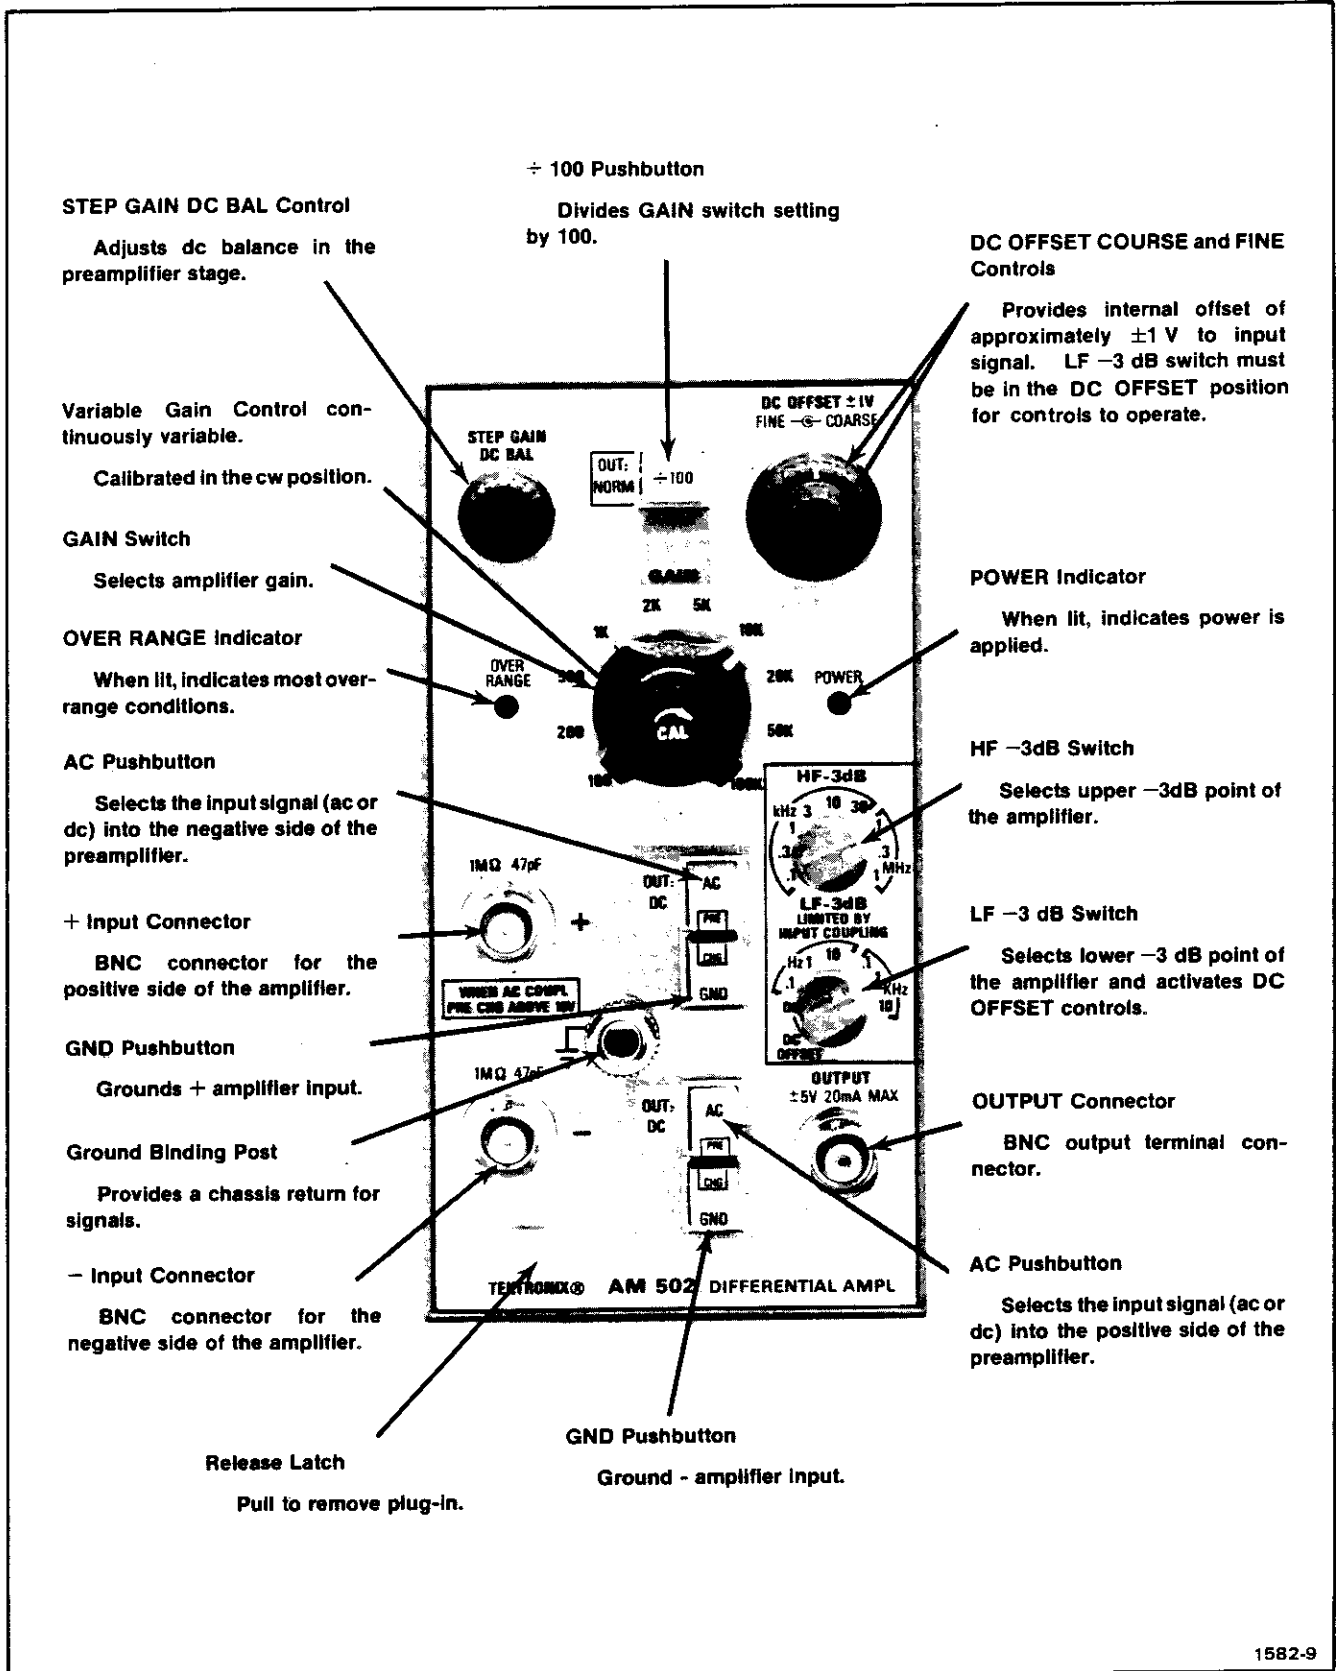 ÷ 100 Pushbutton
Divides GAIN switch setting
by 100.
STEP GAIN DC BAL Control
Adjusts dc balance in the
preamplifier stage.
Variable Gain Control con-
tinuously variable.
Calibrated in the cw position.
GAIN Switch
Selects amplifier gain.
OVER RANGE Indicator
When lit, indicates most over-
range conditions.
AC Pushbutton
Selects the input signal (ac or
dc) into the negative side of the
preamplifier.
+ Input Connector
BNC connector for the
positive side of the amplifier.
GND Pushbutton
Grounds + amplifier input.
Ground Binding Post
Provides a chassis return for
signals.
− Input Connector
BNC connector for the
negative side of the amplifier.
Release Latch
Pull to remove plug-in.
STEP GAIN
DC BAL
OUT:
NORM
÷100
DC OFFSET ±1V
FINE COARSE
GAIN
2K 5K
1K 10K
500 20K
200 50K
100 100K
CAL
OVER
RANGE
POWER
HF-3dB
kHz 3 10 30
1 .1
.3 .3
.1 1 MHz
LF-3dB
LIMITED BY
INPUT COUPLING
Hz 1 10 .1
.1 1 KHz
10
DC
OFFSET
1MΩ 47pF
+
OUT:
DC
AC
PRE
CHG
GND
WHEN AC COUPL
PRE CHG ABOVE 10V
1MΩ 47pF
−
OUT:
DC
AC
PRE
CHG
GND
OUTPUT
±5V 20mA MAX
TEKTRONIX® AM 502 DIFFERENTIAL AMPL
DC OFFSET COURSE and FINE
Controls
Provides internal offset of
approximately ±1 V to input
signal. LF −3 dB switch must
be in the DC OFFSET position
for controls to operate.
POWER Indicator
When lit, indicates power is
applied.
HF −3dB Switch
Selects upper −3dB point of
the amplifier.
LF −3 dB Switch
Selects lower −3 dB point of
the amplifier and activates DC
OFFSET controls.
OUTPUT Connector
BNC output terminal con-
nector.
AC Pushbutton
Selects the input signal (ac or
dc) into the positive side of the
preamplifier.
GND Pushbutton
Ground - amplifier input.
1582-9